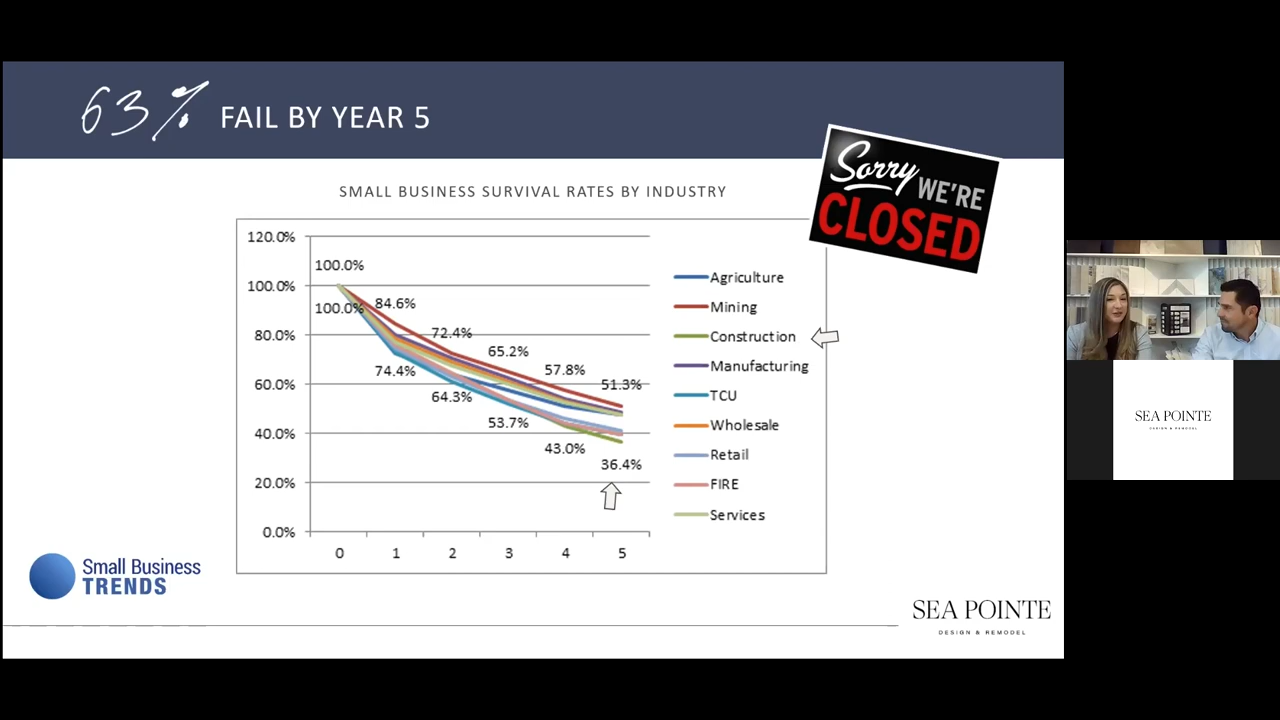 63% FAIL BY YEAR 5
Sorry
WE'RE
CLOSED
SMALL BUSINESS SURVIVAL RATES BY INDUSTRY
120.0%
100.0%
80.0%
60.0%
40.0%
20.0%
0.0%
100.0%
100.0%
84.6%
72.4%
65.2%
57.8%
51.3%
74.4%
64.3%
53.7%
43.0%
36.4%
0 1 2 3 4 5
Agriculture
Mining
Construction
Manufacturing
TCU
Wholesale
Retail
FIRE
Services
Small Business
TRENDS
SEA POINTE
DESIGN & REMODEL
SEA POINTE
DESIGN & REMODEL